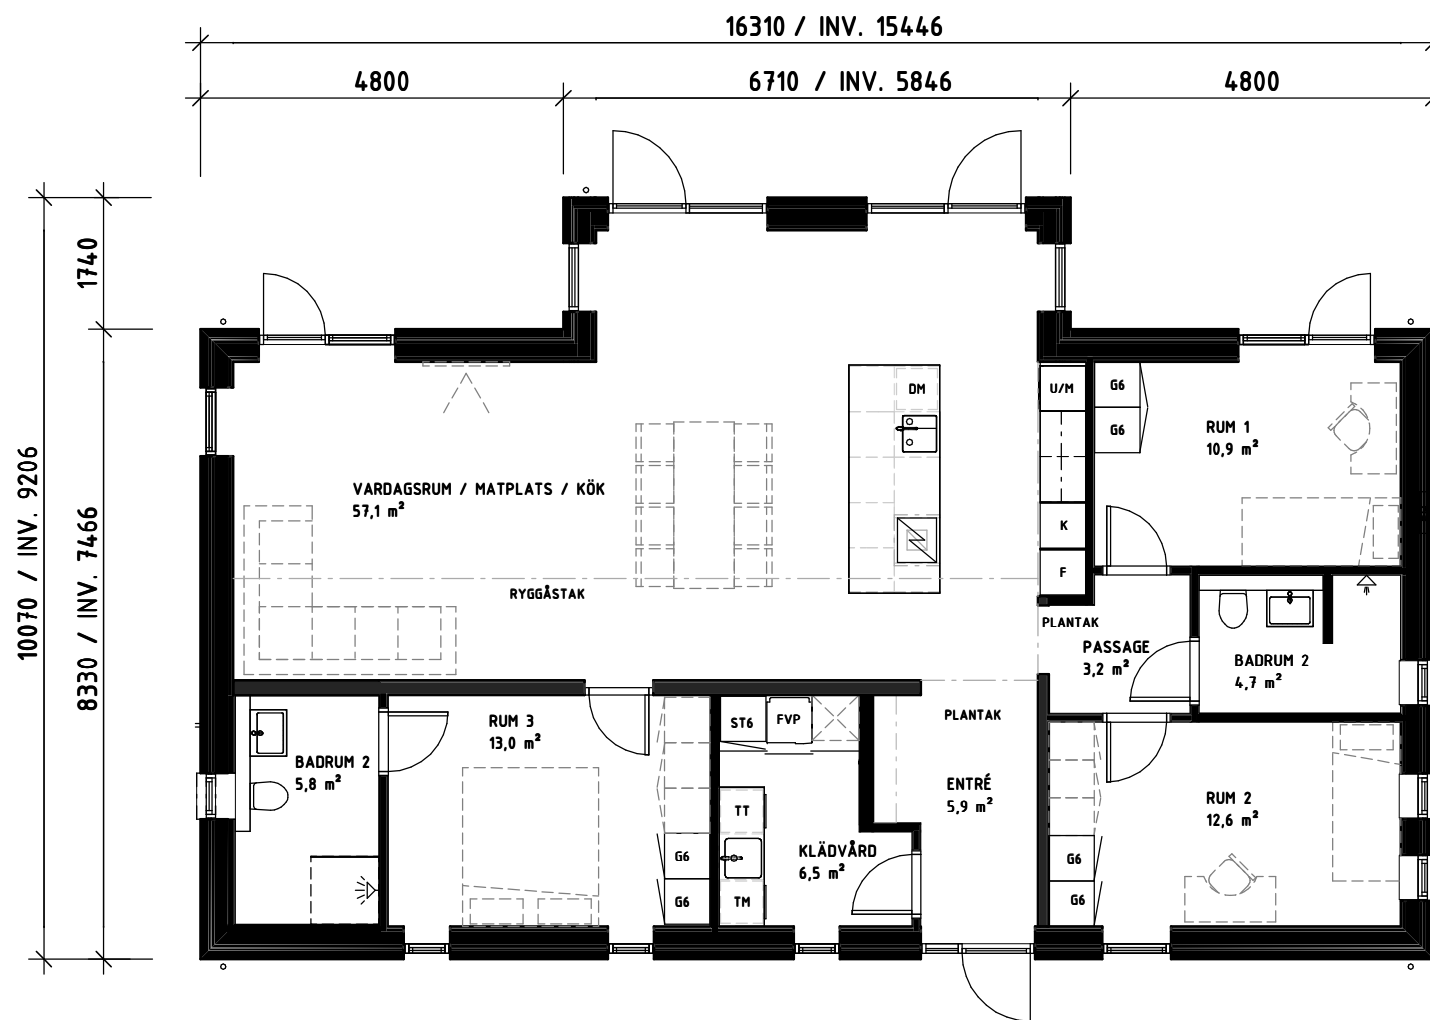 16310 / INV. 15446
4800
6710 / INV. 5846
4800
1740
10070 / INV. 9206
8330 / INV. 7466
DM
U/M
G6
G6
RUM 1
10,9 m²
VARDAGSRUM / MATPLATS / KÖK
57,1 m²
K
F
RYGGÅSTAK
PLANTAK
PASSAGE
3,2 m²
BADRUM 2
4,7 m²
RUM 3
13,0 m²
ST6
FVP
PLANTAK
BADRUM 2
5,8 m²
ENTRÉ
5,9 m²
RUM 2
12,6 m²
TT
KLÄDVÅRD
6,5 m²
G6
G6
TM
G6
G6